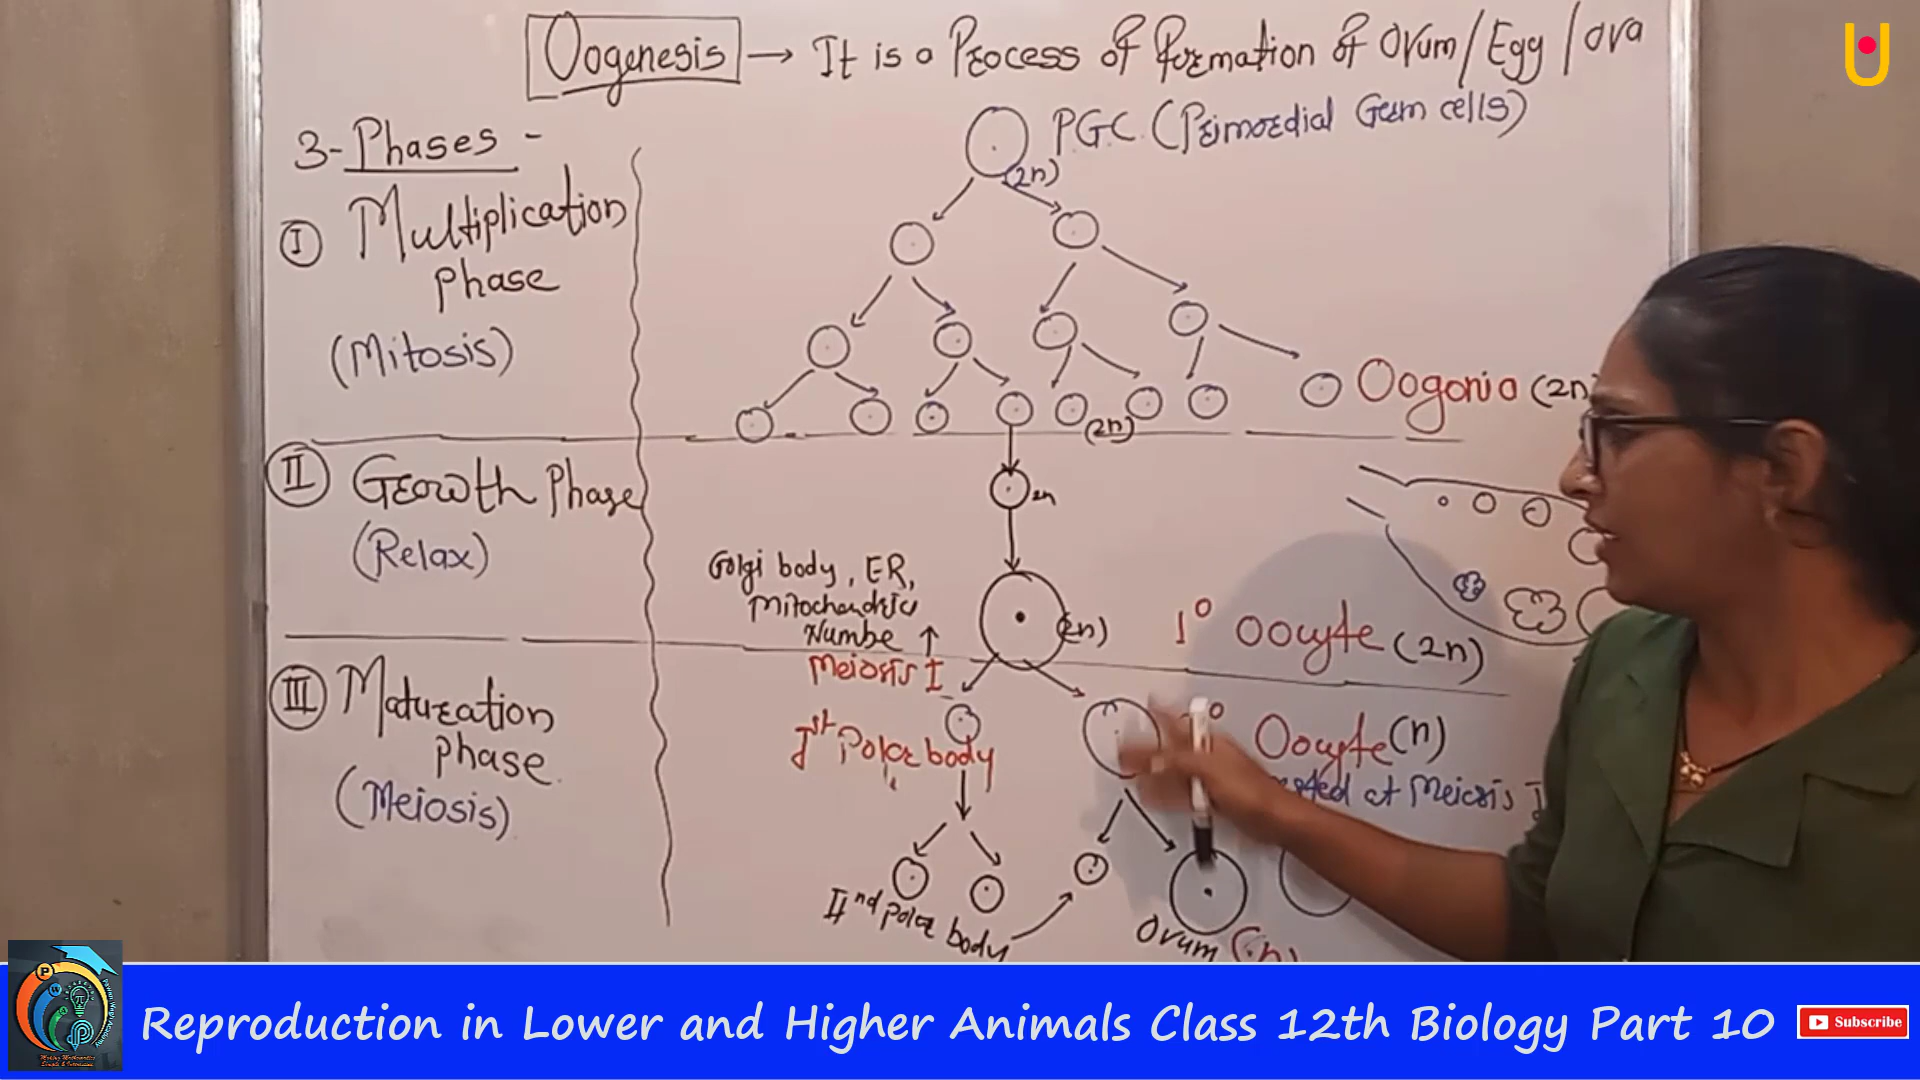 Oogenesis → It is a Process of formation of Ovum/Egg/ova
PGC (Primordial Germ cells)
(2n)
3-Phases -
I Multiplication
phase
(Mitosis)
Oogonia (2n)
(2n)
II Growth Phase
(Relax)
2n
Golgi body, ER,
Mitochondria
Numbe ↑
(2n)
1° oocyte (2n)
Meiosis I
III Maturation
phase
(Meiosis)
Ist Polar body
Oocyte (n)
at Meiosis
IInd Polar body
Ovum (n)
U
Reproduction in Lower and Higher Animals Class 12th Biology Part 10
Subscribe